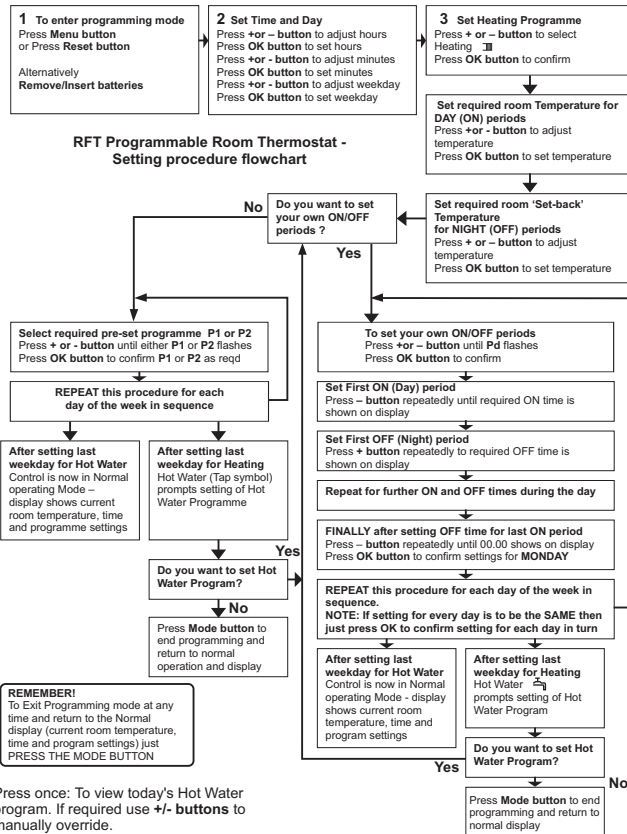 1 To enter programming mode
Press Menu button
or Press Reset button
Alternatively
Remove/Insert batteries
2 Set Time and Day
Press +or – button to adjust hours
Press OK button to set hours
Press +or - button to adjust minutes
Press OK button to set minutes
Press +or - button to adjust weekday
Press OK button to set weekday
3 Set Heating Programme
Press + or – button to select
Heating
Press OK button to confirm
Set required room Temperature for
DAY (ON) periods
Press +or - button to adjust
temperature
Press OK button to set temperature
RFT Programmable Room Thermostat -
Setting procedure flowchart
Set required room 'Set-back'
Temperature
for NIGHT (OFF) periods
Press + or – button to adjust
temperature
Press OK button to set temperature
Do you want to set
your own ON/OFF
periods ?
No
Yes
Select required pre-set programme P1 or P2
Press + or - button until either P1 or P2 flashes
Press OK button to confirm P1 or P2 as reqd
REPEAT this procedure for each
day of the week in sequence
After setting last
weekday for Hot Water
Control is now in Normal
operating Mode –
display shows current
room temperature, time
and programme settings
After setting last
weekday for Heating
Hot Water (Tap symbol)
prompts setting of Hot
Water Programme
Do you want to set Hot
Water Program?
Yes
No
Press Mode button to
end programming and
return to normal
operation and display
To set your own ON/OFF periods
Press +or – button until Pd flashes
Press OK button to confirm
Set First ON (Day) period
Press – button repeatedly until required ON time is
shown on display
Set First OFF (Night) period
Press + button repeatedly to required OFF time is
shown on display
Repeat for further ON and OFF times during the day
FINALLY after setting OFF time for last ON period
Press – button repeatedly until 00.00 shows on display
Press OK button to confirm settings for MONDAY
REPEAT this procedure for each day of the week in
sequence.
NOTE: If setting for every day is to be the SAME then
just press OK to confirm setting for each day in turn
After setting last
weekday for Hot Water
Control is now in Normal
operating Mode - display
shows current room
temperature, time and
program settings
After setting last
weekday for Heating
Hot Water
prompts setting of Hot
Water Program
Do you want to set Hot
Water Program?
Yes
No
Press Mode button to end
programming and return to
normal display
REMEMBER!
To Exit Programming mode at any
time and return to the Normal
display (current room temperature,
time and program settings) just
PRESS THE MODE BUTTON
Press once: To view today's Hot Water
program. If required use +/- buttons to
manually override.